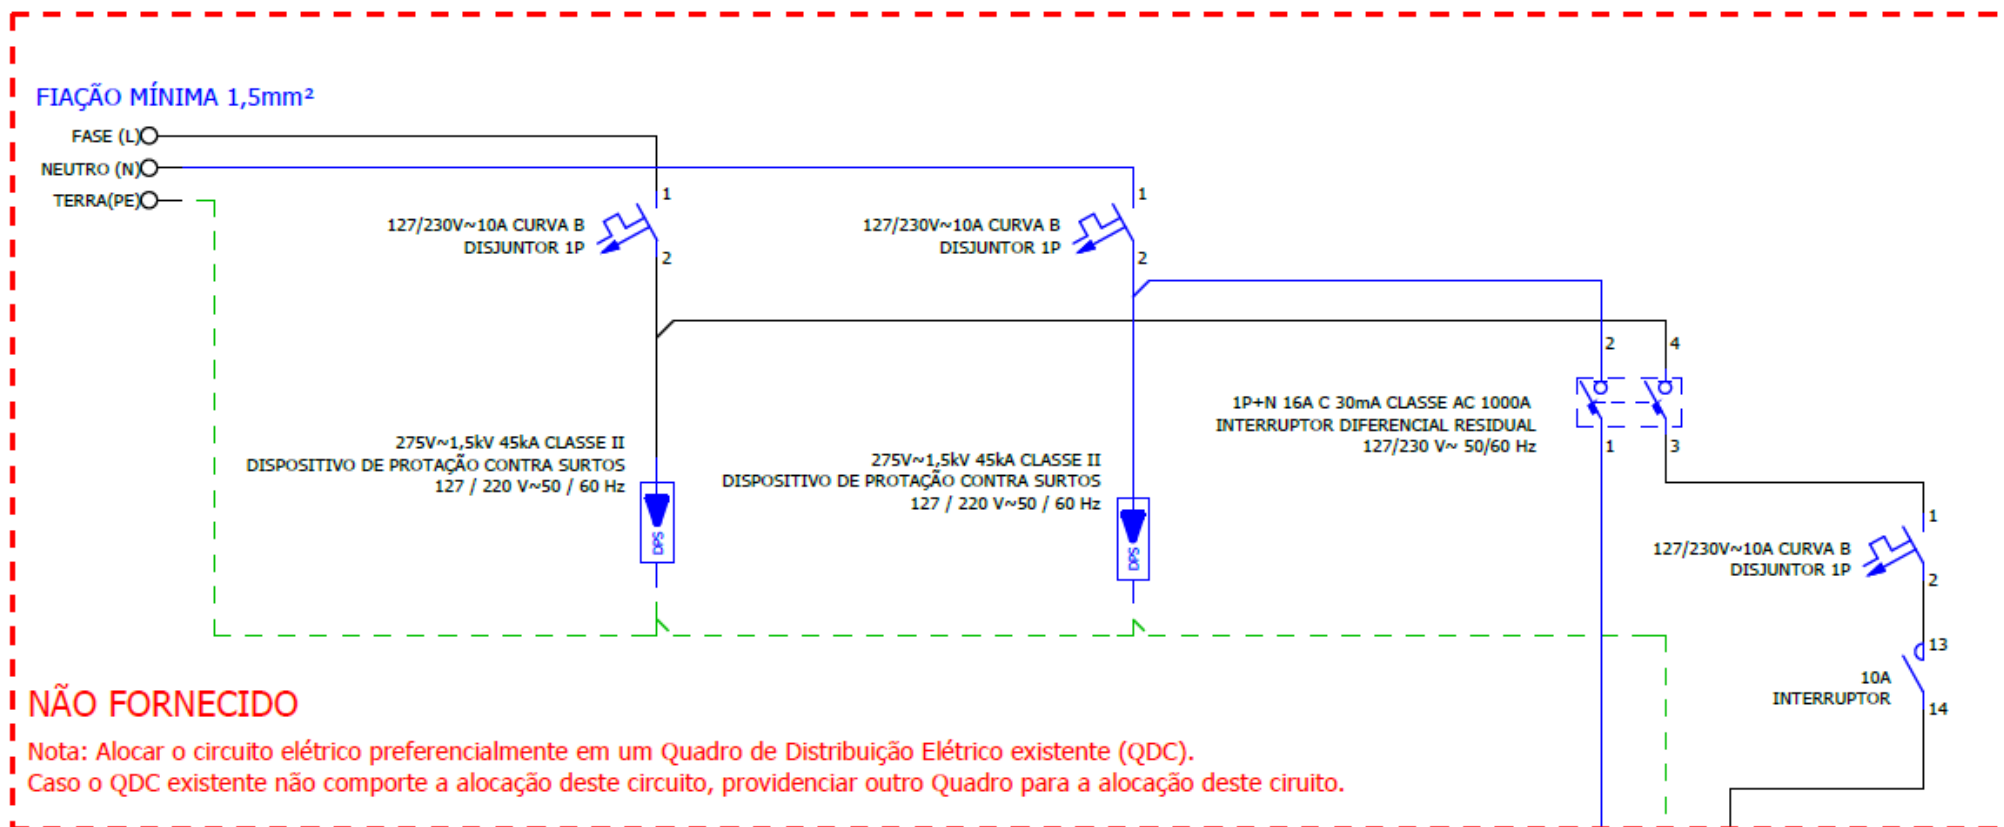 FIAÇÃO MÍNIMA 1,5mm²
FASE (L)
NEUTRO (N)
TERRA(PE)
1
127/230V~10A CURVA B
DISJUNTOR 1P
2
1
127/230V~10A CURVA B
DISJUNTOR 1P
2
275V~1,5kV 45kA CLASSE II
DISPOSITIVO DE PROTAÇÃO CONTRA SURTOS
127 / 220 V~50 / 60 Hz
DPS
275V~1,5kV 45kA CLASSE II
DISPOSITIVO DE PROTAÇÃO CONTRA SURTOS
127 / 220 V~50 / 60 Hz
DPS
2
4
1P+N 16A C 30mA CLASSE AC 1000A
INTERRUPTOR DIFERENCIAL RESIDUAL
127/230 V~ 50/60 Hz
1
3
1
127/230V~10A CURVA B
DISJUNTOR 1P
2
13
10A
INTERRUPTOR
14
NÃO FORNECIDO
Nota: Alocar o circuito elétrico preferencialmente em um Quadro de Distribuição Elétrico existente (QDC).
Caso o QDC existente não comporte a alocação deste circuito, providenciar outro Quadro para a alocação deste ciruito.